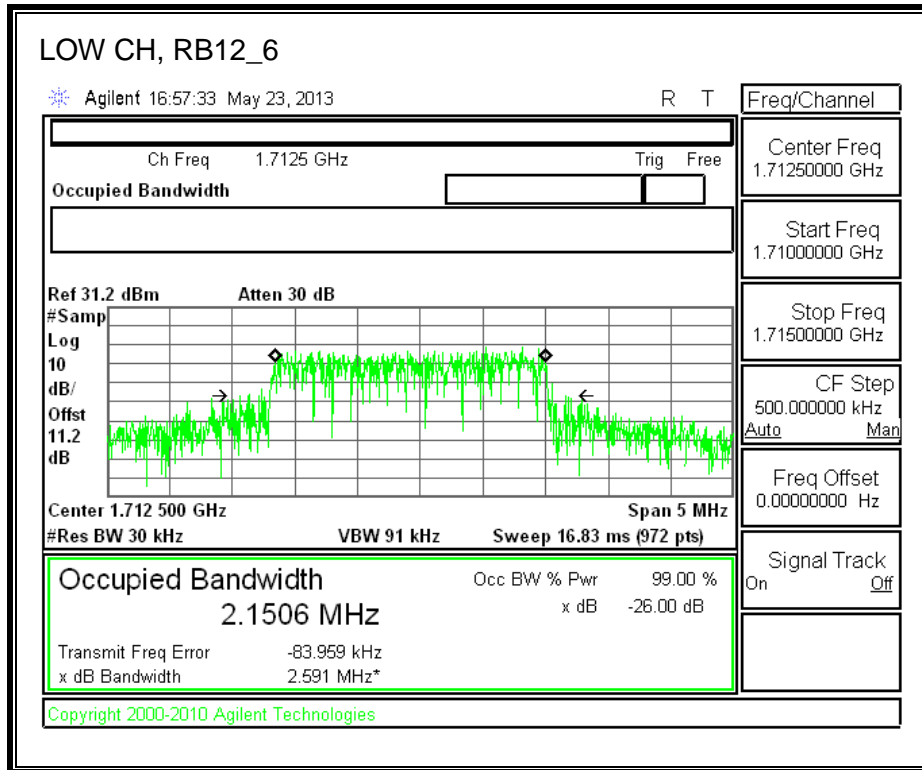 LOW CH, RB12_6
Agilent 16:57:33 May 23, 2013 R T
Ch Freq 1.7125 GHz Trig Free
Occupied Bandwidth
Ref 31.2 dBm Atten 30 dB
#Samp
Log
10
dB/
Offst
11.2
dB
Center 1.712 500 GHz Span 5 MHz
#Res BW 30 kHz VBW 91 kHz Sweep 16.83 ms (972 pts)
Occupied Bandwidth Occ BW % Pwr 99.00 %
2.1506 MHz x dB -26.00 dB
Transmit Freq Error -83.959 kHz
x dB Bandwidth 2.591 MHz*
Copyright 2000-2010 Agilent Technologies
Freq/Channel
Center Freq
1.71250000 GHz
Start Freq
1.71000000 GHz
Stop Freq
1.71500000 GHz
CF Step
500.000000 kHz
Auto Man
Freq Offset
0.00000000 Hz
Signal Track
On Off